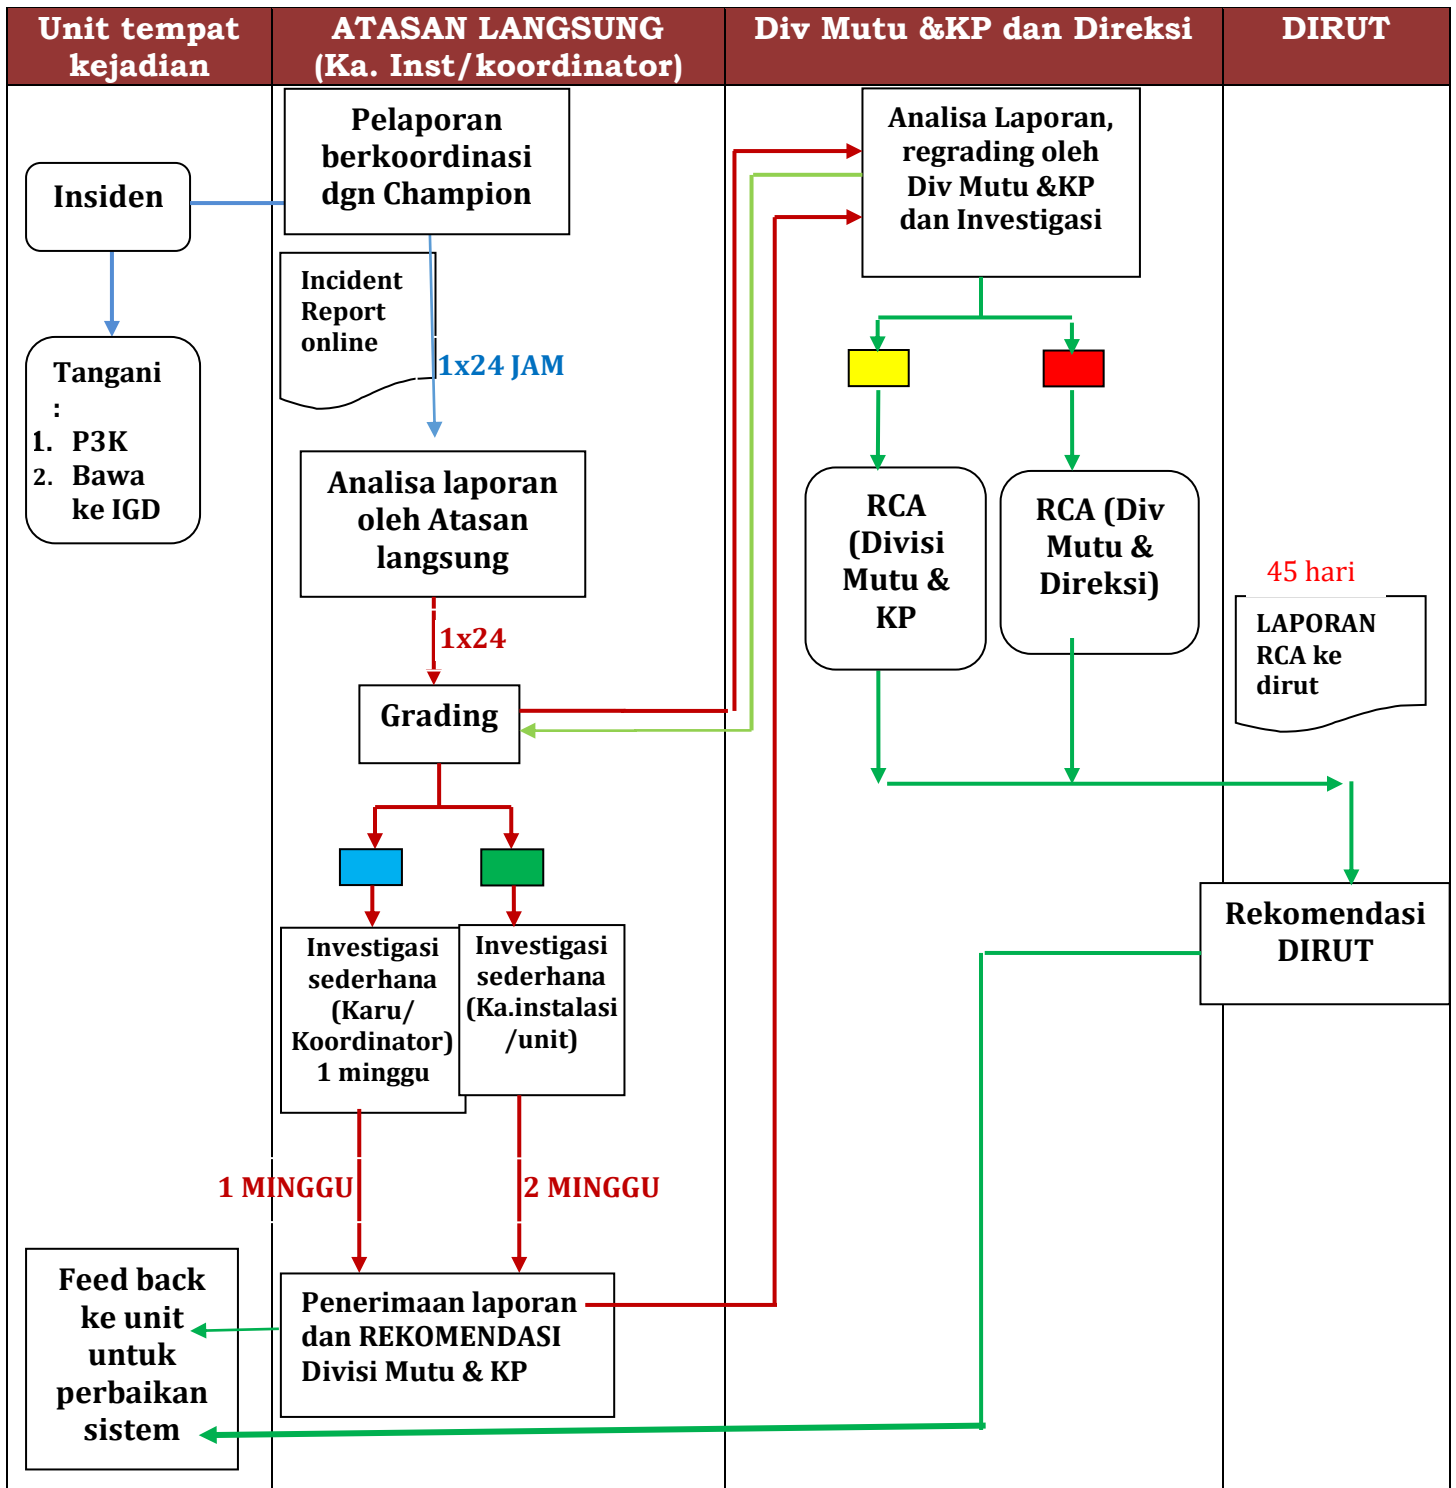 Unit tempat
kejadian
ATASAN LANGSUNG
(Ka. Inst/koordinator)
Div Mutu &KP dan Direksi
DIRUT
Insiden
Tangani
:
1. P3K
2. Bawa
ke IGD
Pelaporan
berkoordinasi
dgn Champion
Incident
Report
online
1x24 JAM
Analisa laporan
oleh Atasan
langsung
1x24
Grading
Investigasi
sederhana
(Karu/
Koordinator)
1 minggu
Investigasi
sederhana
(Ka.instalasi
/unit)
1 MINGGU
2 MINGGU
Penerimaan laporan
dan REKOMENDASI
Divisi Mutu & KP
Feed back
ke unit
untuk
perbaikan
sistem
Analisa Laporan,
regrading oleh
Div Mutu &KP
dan Investigasi
RCA
(Divisi
Mutu &
KP
RCA (Div
Mutu &
Direksi)
45 hari
LAPORAN
RCA ke
dirut
Rekomendasi
DIRUT